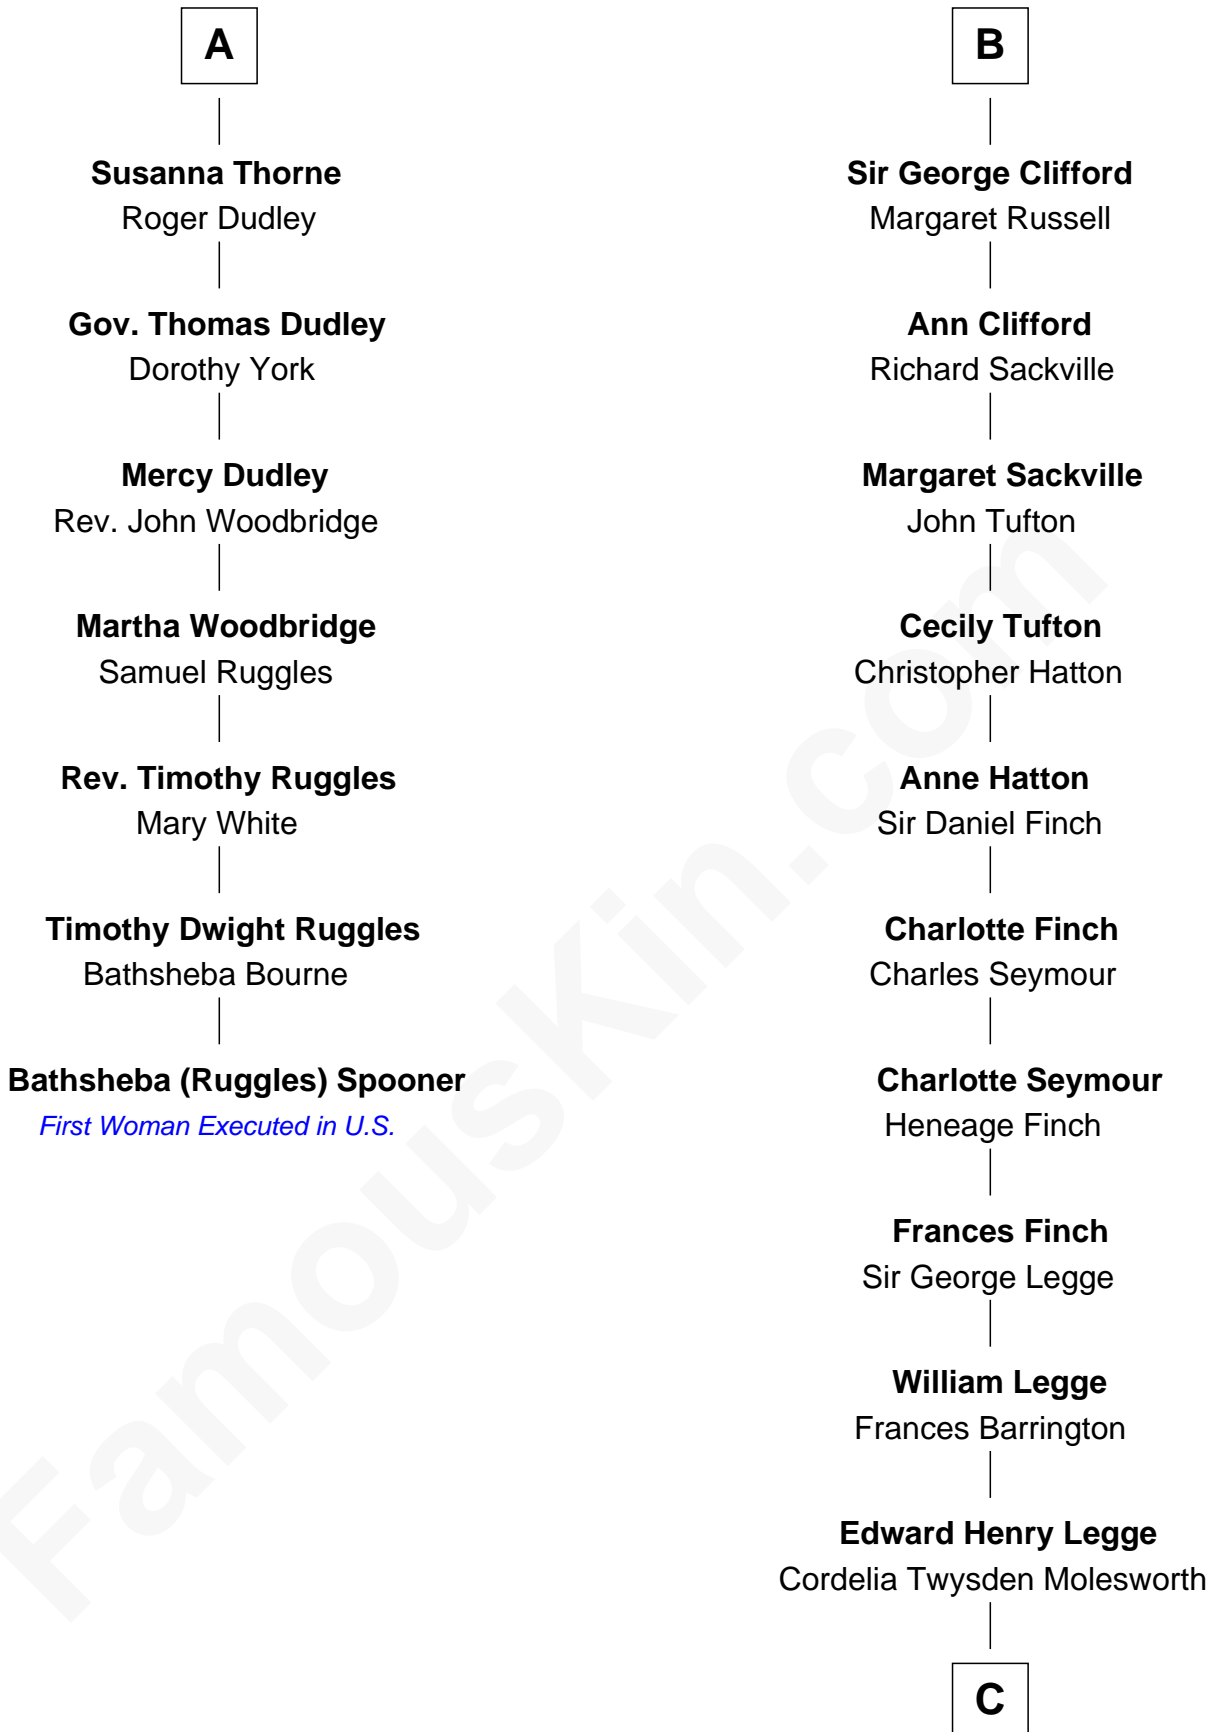 A
Susanna Thorne
Roger Dudley
Gov. Thomas Dudley
Dorothy York
Mercy Dudley
Rev. John Woodbridge
Martha Woodbridge
Samuel Ruggles
Rev. Timothy Ruggles
Mary White
Timothy Dwight Ruggles
Bathsheba Bourne
Bathsheba (Ruggles) Spooner
First Woman Executed in U.S.
B
Sir George Clifford
Margaret Russell
Ann Clifford
Richard Sackville
Margaret Sackville
John Tufton
Cecily Tufton
Christopher Hatton
Anne Hatton
Sir Daniel Finch
Charlotte Finch
Charles Seymour
Charlotte Seymour
Heneage Finch
Frances Finch
Sir George Legge
William Legge
Frances Barrington
Edward Henry Legge
Cordelia Twysden Molesworth
C
FamousKin.com